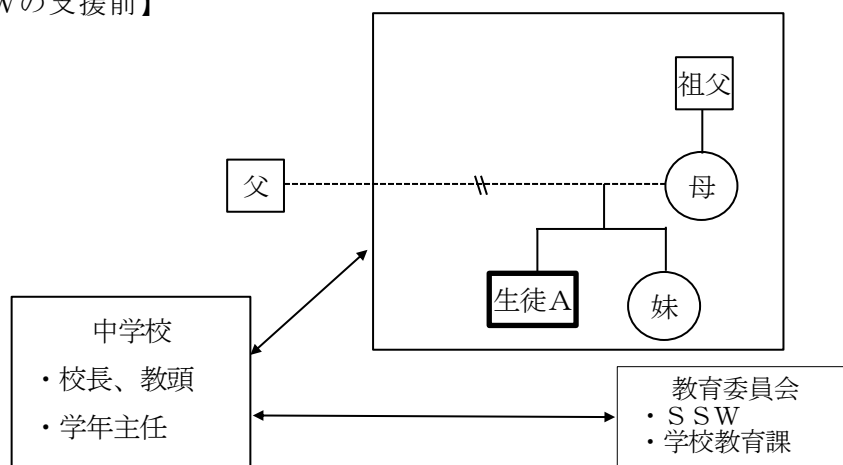 Wの支援前】
祖父
父
母
生徒A
妹
中学校
・校長、教頭
・学年主任
教育委員会
・ＳＳＷ
・学校教育課